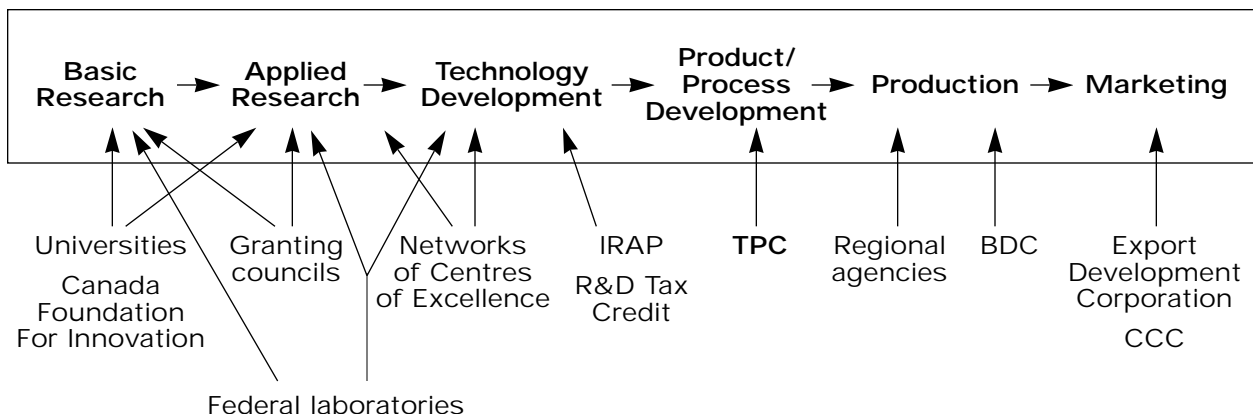 Basic
Research
Applied
Research
Technology
Development
Product/
Process
Development
Production
Marketing
Universities
Canada
Foundation
For Innovation
Granting
councils
Networks
of Centres
of Excellence
IRAP
R&D Tax
Credit
TPC
Regional
agencies
BDC
Export
Development
Corporation
CCC
Federal laboratories